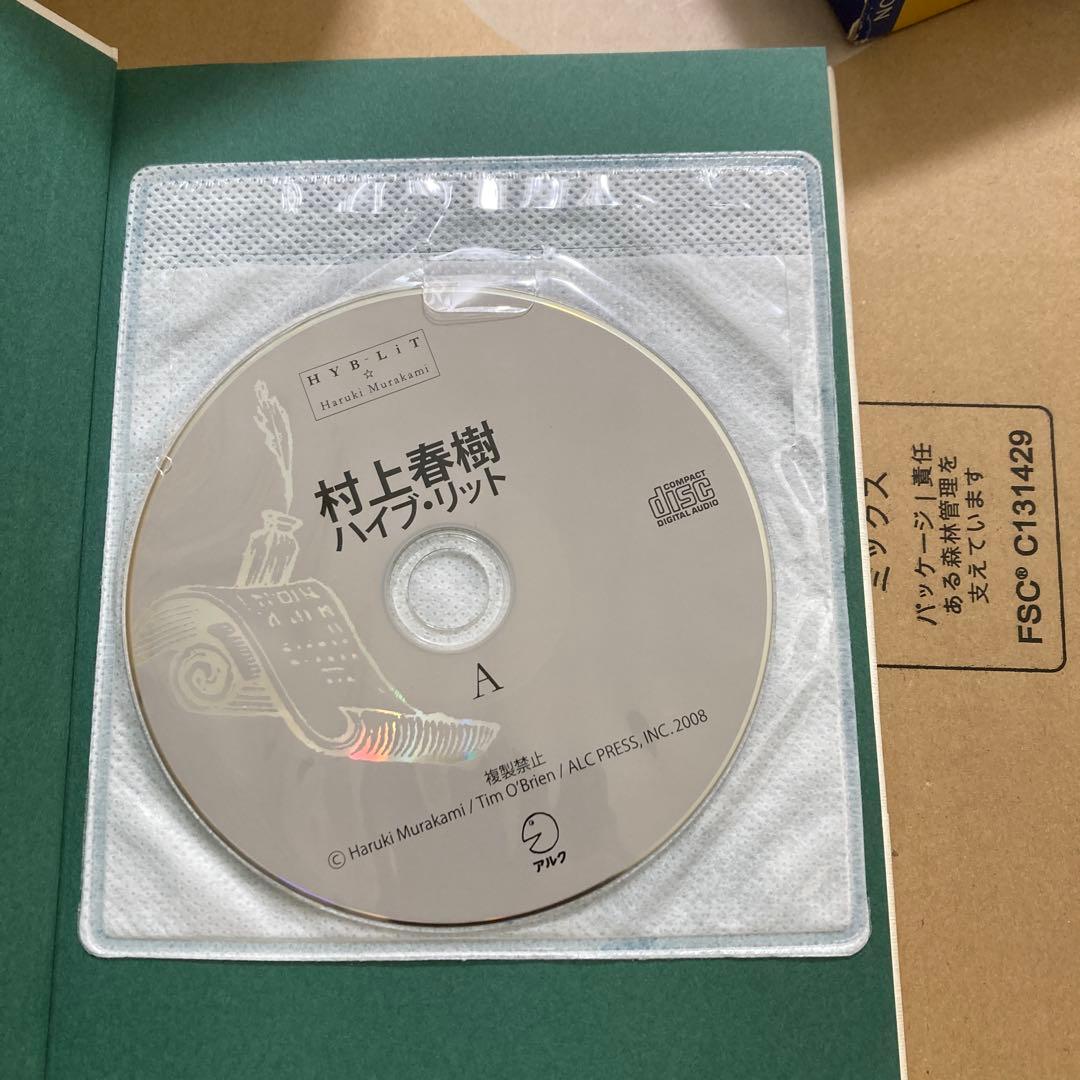 ON
HYB-LiT
☆
Haruki Murakami
村上春樹
ハイブ・リット
COMPACT
disc
DIGITAL AUDIO
A
複製禁止
© Haruki Murakami / Tim O'Brien / ALC PRESS, INC. 2008
アルク
ミックス
パッケージ｜責任
ある森林管理を
支えています
FSC® C131429